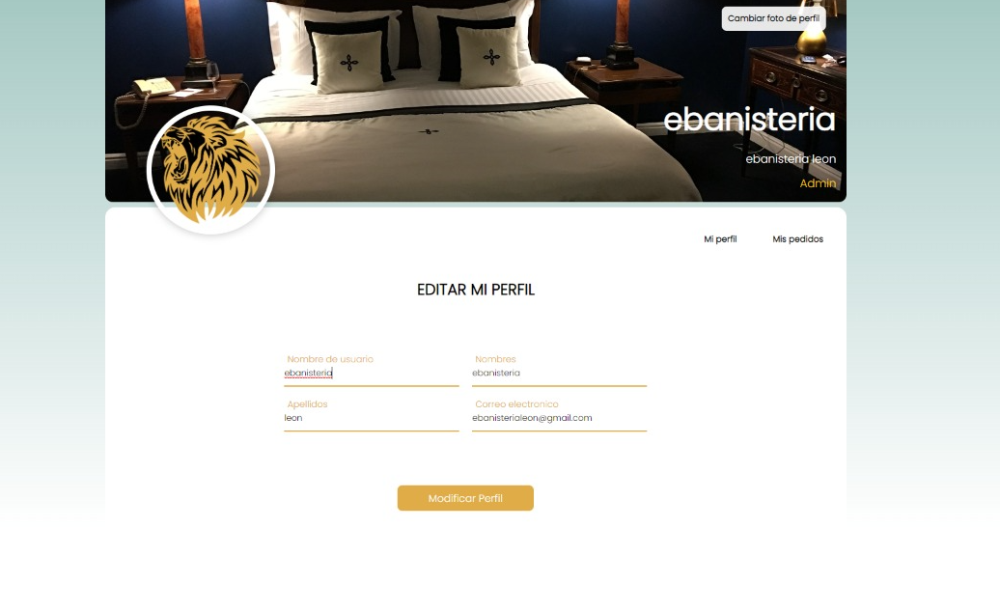 Cambiar foto de perfil
ebanisteria
ebanisteria leon
Admin
Mi perfil Mis pedidos
EDITAR MI PERFIL
Nombre de usuario Nombres
ebanisteria ebanisteria
Apellidos Correo electronico
leon ebanisterialeon@gmail.com
Modificar Perfil